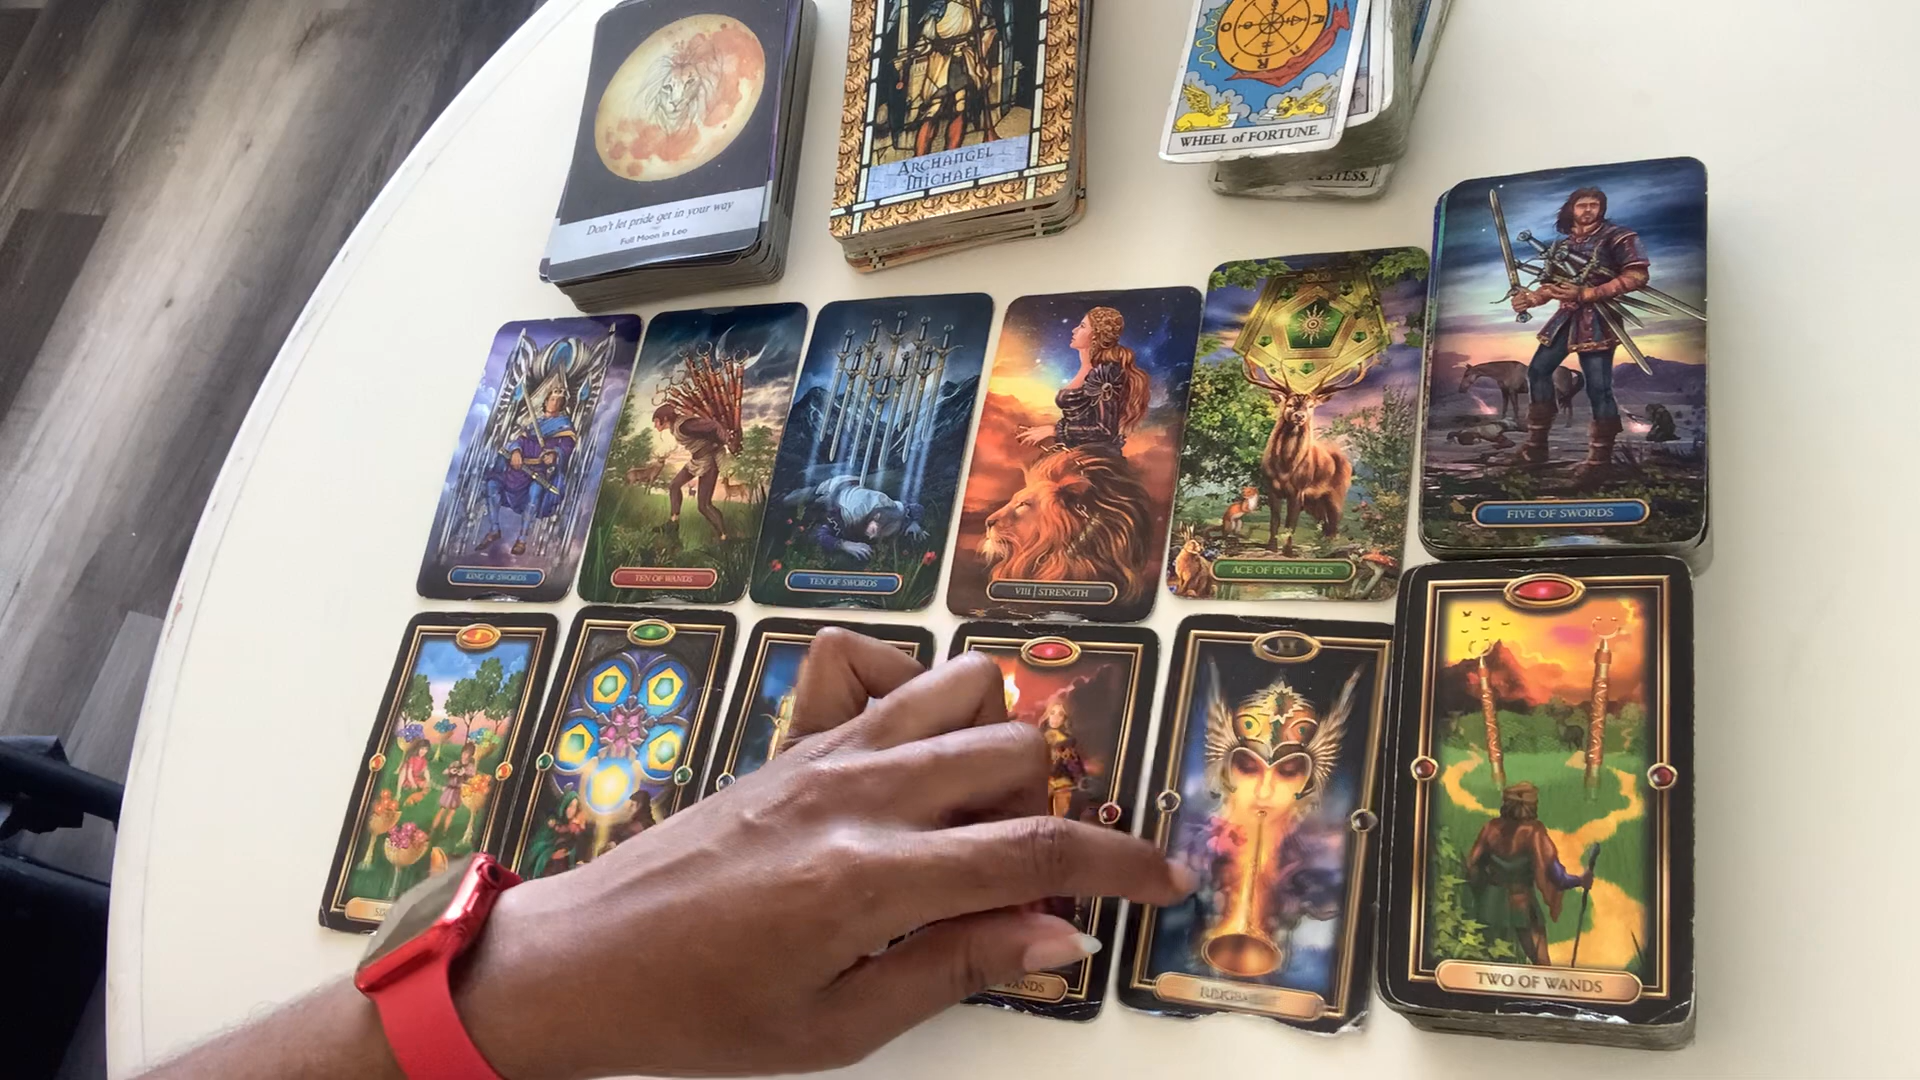 Don't let pride get in your way
Full Moon in Leo
ARCHANGEL
MICHAEL
WHEEL of FORTUNE.
KING OF SWORDS
TEN OF WANDS
TEN OF SWORDS
VIII STRENGTH
ACE OF PENTACLES
FIVE OF SWORDS
WANDS
TWO OF WANDS